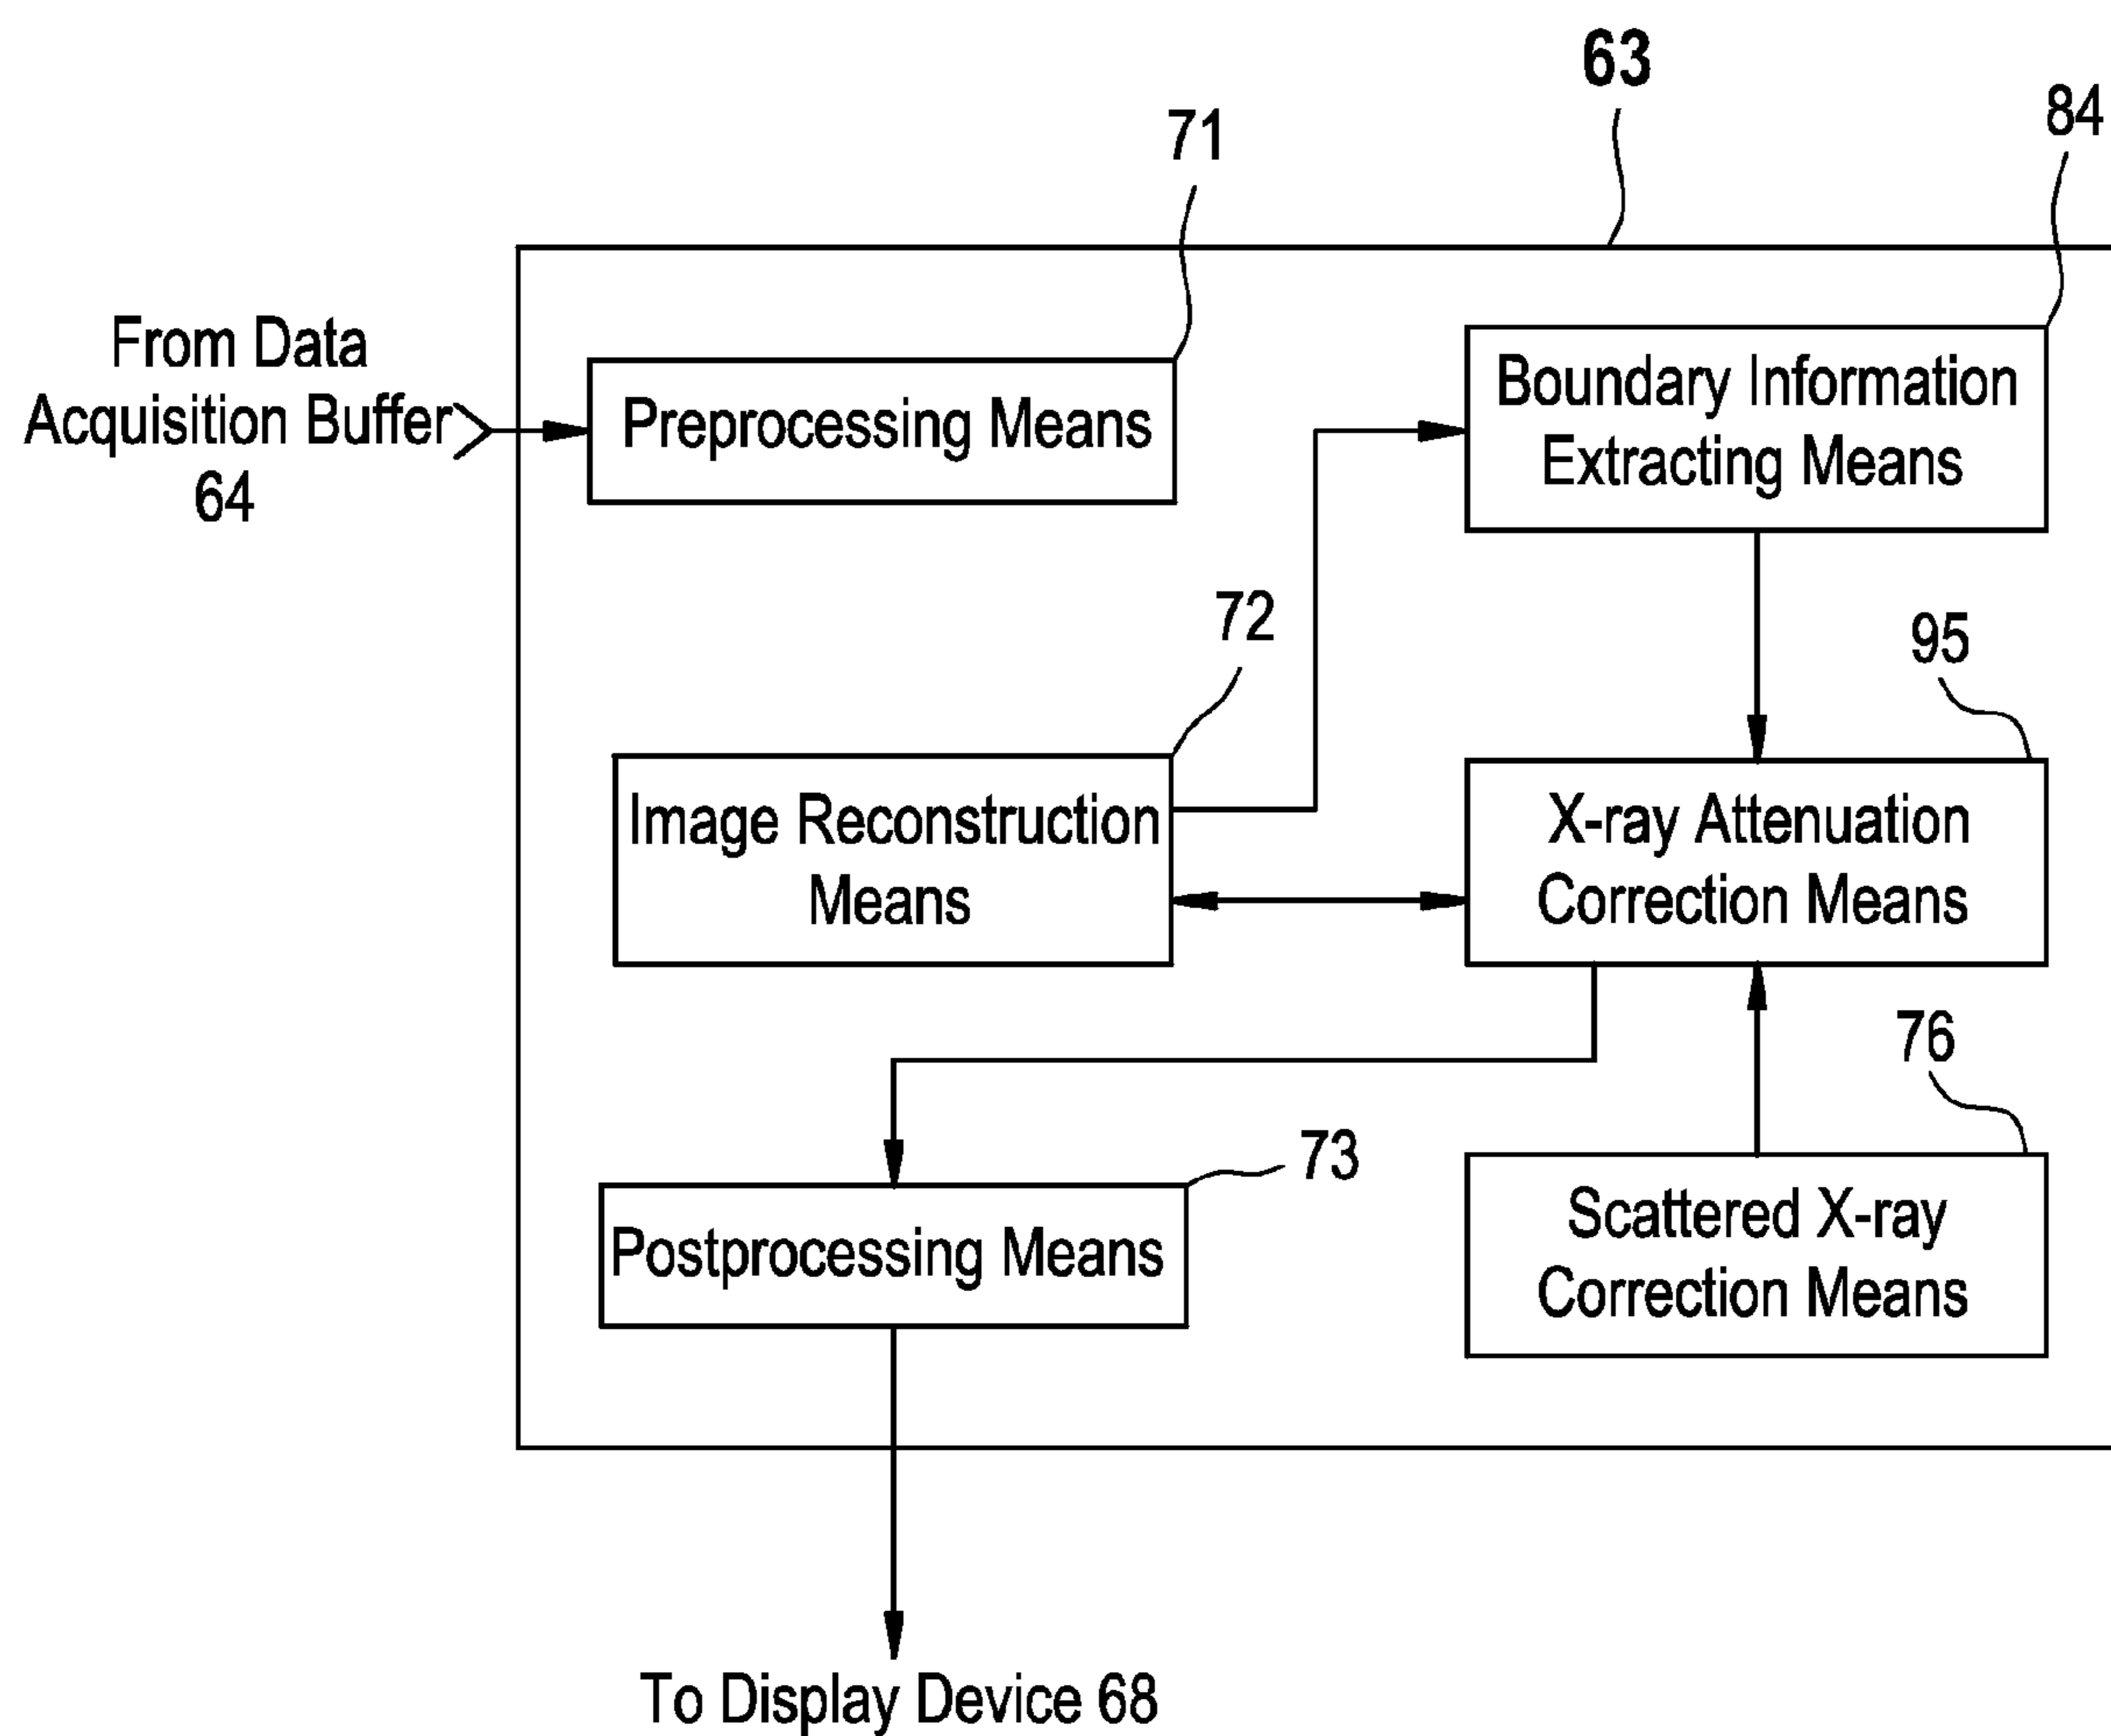 63
84
71
From Data
Acquisition Buffer
64
Preprocessing Means
Boundary Information
Extracting Means
72
95
Image Reconstruction
Means
X-ray Attenuation
Correction Means
76
73
Postprocessing Means
Scattered X-ray
Correction Means
To Display Device 68